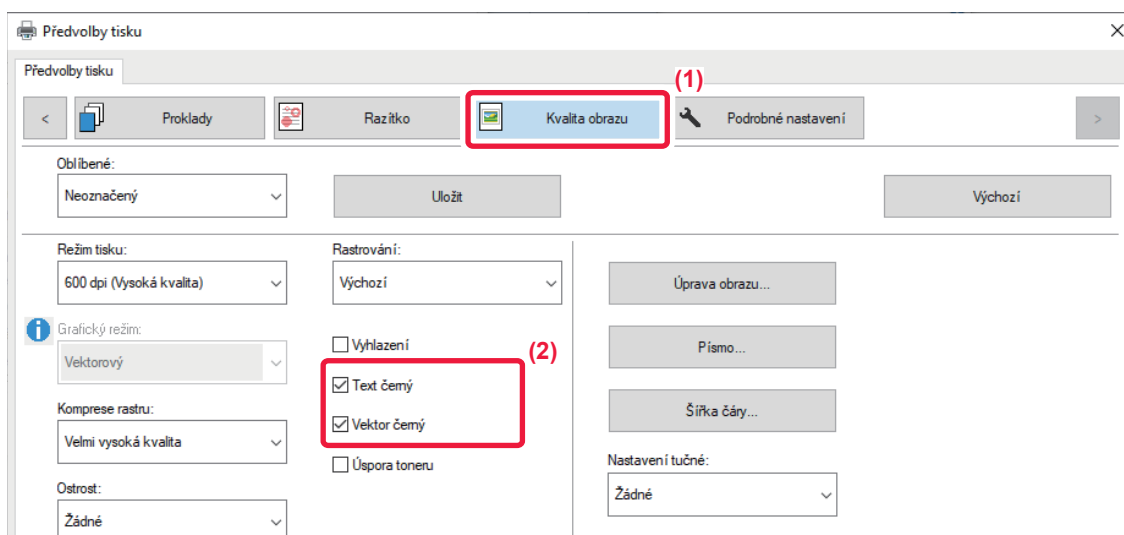 Předvolby tisku
Předvolby tisku
(1)
< Proklady Razítko Kvalita obrazu Podrobné nastavení >
Oblíbené:
Neoznačený Uložit Výchozí
Režim tisku: Rastrování:
600 dpi (Vysoká kvalita) Výchozí Úprava obrazu...
Grafický režim:
Vektorový
Vyhlazení
(2)
Písmo...
Text černý
Komprese rastru:
Velmi vysoká kvalita
Vektor černý
Šířka čáry...
Úspora toneru
Nastavení tučné:
Ostrost:
Žádné
Žádné